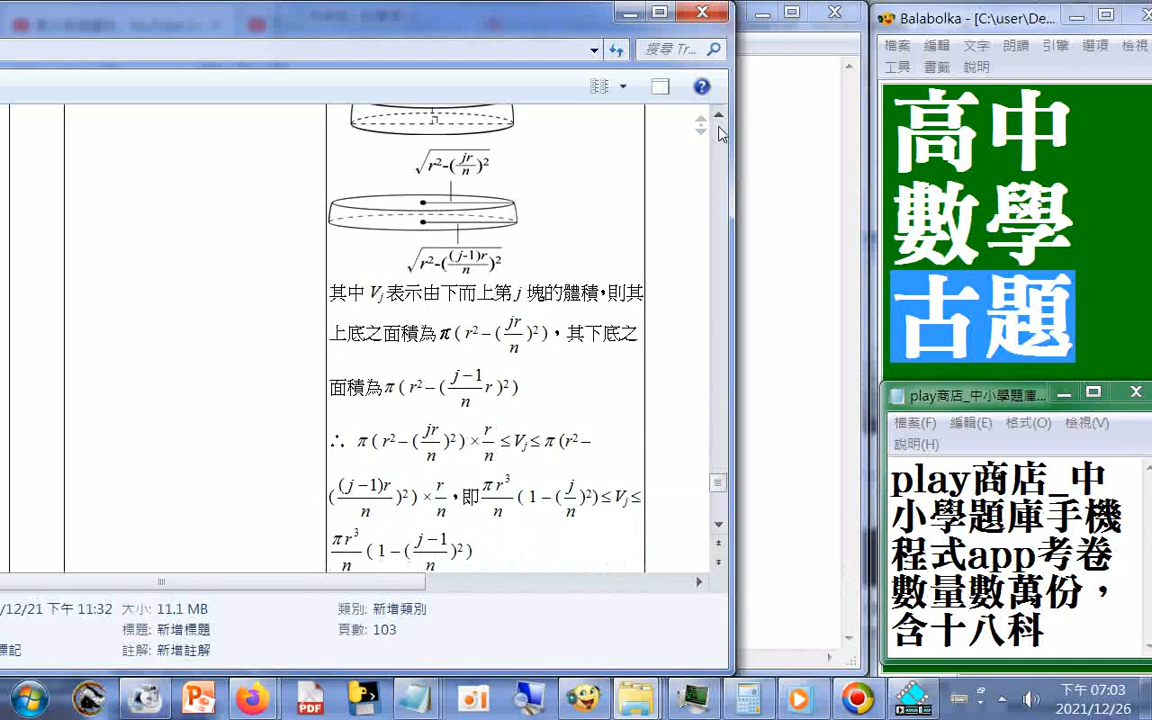 搜尋 Tr...
n
√r²-(jr/n)²
√r²-((j-1)r/n)²
其中 Vj 表示由下而上第 j 塊的體積，則其
上底之面積為 π ( r² − ( jr/n )² )，其下底之
面積為 π ( r² − ( j−1/n r )² )
∴ π ( r² − ( jr/n )² ) × r/n ≤ Vj ≤ π (r² −
( (j−1)r/n )² ) × r/n，即 πr³/n ( 1 − ( j/n )²) ≤ Vj ≤
πr³/n ( 1 − ( j−1/n )² )
/12/21 下午 11:32 大小: 11.1 MB 類別: 新增類別
標題: 新增標題 頁數: 103
標記 註解: 新增註解
Balabolka - [C:\user\De...
檔案 編輯 文字 朗讀 引擎 選項 檢視
工具 書籤 說明
高中
數學
古題
play商店_中小學題庫...
檔案(F) 編輯(E) 格式(O) 檢視(V)
說明(H)
play商店_中
小學題庫手機
程式app考卷
數量數萬份，
含十八科
PDF
下午 07:03
2021/12/26